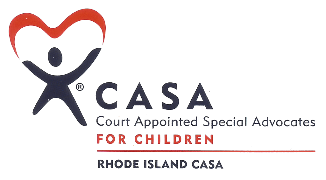 ® CASA
Court Appointed Special Advocates
FOR CHILDREN
RHODE ISLAND CASA